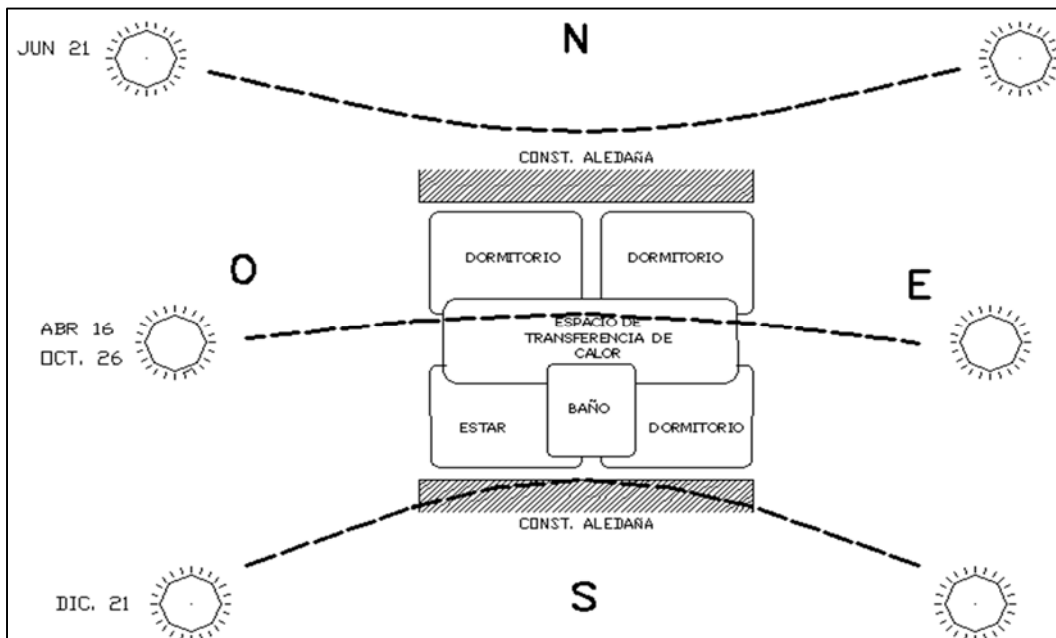 JUN 21
N
CONST. ALEDAÑA
DORMITORIO
DORMITORIO
O
E
ABR 16
OCT. 26
ESPACIO DE
TRANSFERENCIA DE
CALOR
ESTAR
BAÑO
DORMITORIO
CONST. ALEDAÑA
DIC. 21
S